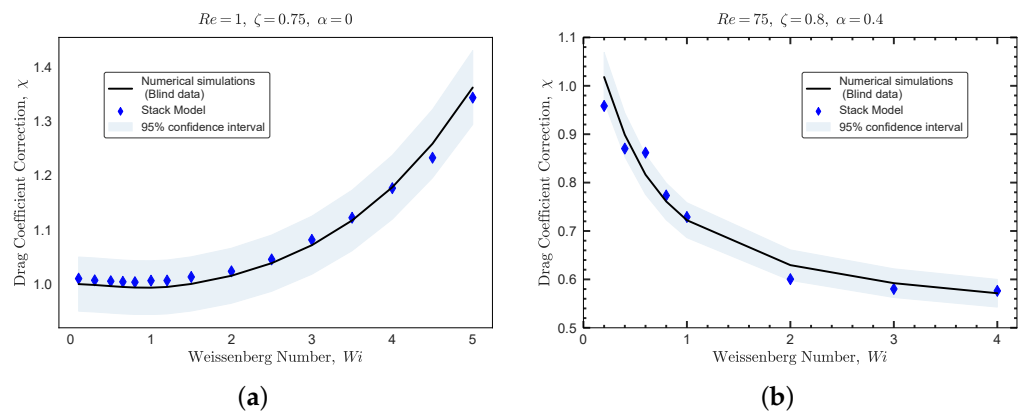 Re = 1, ζ = 0.75, α = 0
Drag Coefficient Correction, χ
1.4
1.3
1.2
1.1
1.0
Numerical simulations
(Blind data)
Stack Model
95% confidence interval
0 1 2 3 4 5
Weissenberg Number, Wi
(a)
Re = 75, ζ = 0.8, α = 0.4
Drag Coefficient Correction, χ
1.1
1.0
0.9
0.8
0.7
0.6
0.5
Numerical simulations
(Blind data)
Stack Model
95% confidence interval
0 1 2 3 4
Weissenberg Number, Wi
(b)